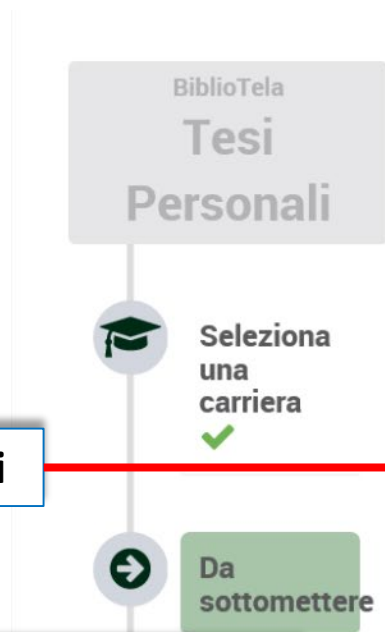 BiblioTela
Tesi
Personali
Seleziona
una
carriera
i
Da
sottomettere